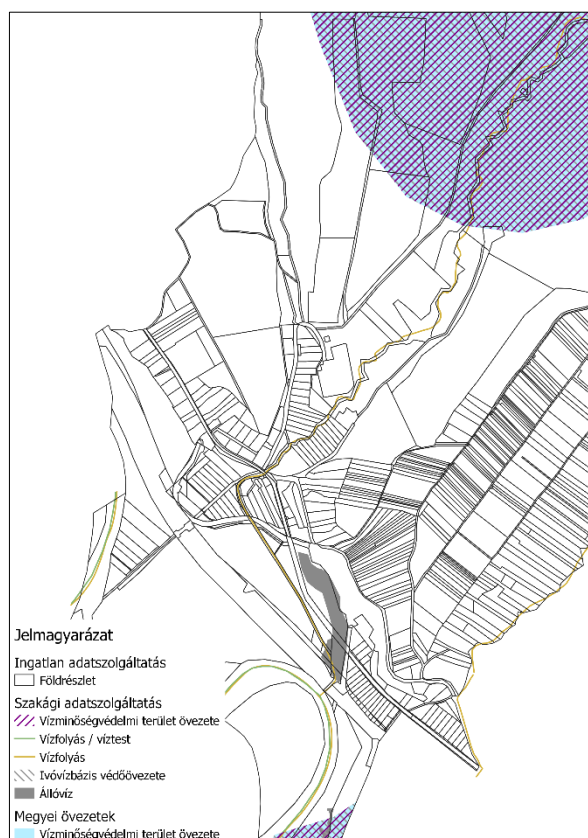 Jelmagyarázat
Ingatlan adatszolgáltatás
Földrészlet
Szakági adatszolgáltatás
Vízminőségvédelmi terület övezete
Vízfolyás / víztest
Vízfolyás
Ivóvízbázis védőövezete
Állóvíz
Megyei övezetek
Vízminőségvédelmi terület övezete